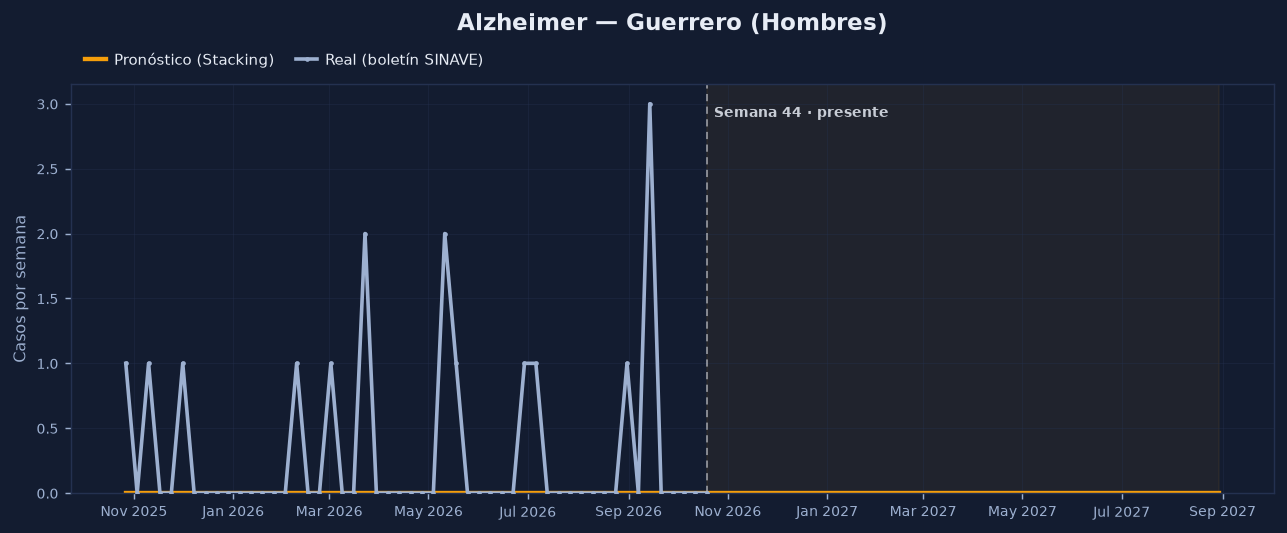 Alzheimer — Guerrero (Hombres)
Pronóstico (Stacking) Real (boletín SINAVE)
Semana 44 · presente
Casos por semana
3.0
2.5
2.0
1.5
1.0
0.5
0.0
Nov 2025 Jan 2026 Mar 2026 May 2026 Jul 2026 Sep 2026 Nov 2026 Jan 2027 Mar 2027 May 2027 Jul 2027 Sep 2027